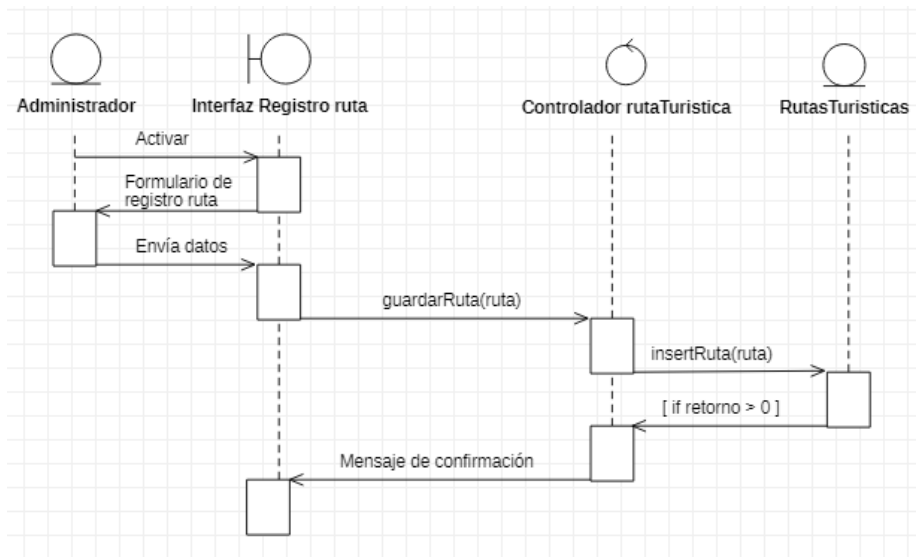 Administrador
Interfaz Registro ruta
Controlador rutaTuristica
RutasTuristicas
Activar
Formulario de
registro ruta
Envía datos
guardarRuta(ruta)
insertRuta(ruta)
[ if retorno > 0 ]
Mensaje de confirmación